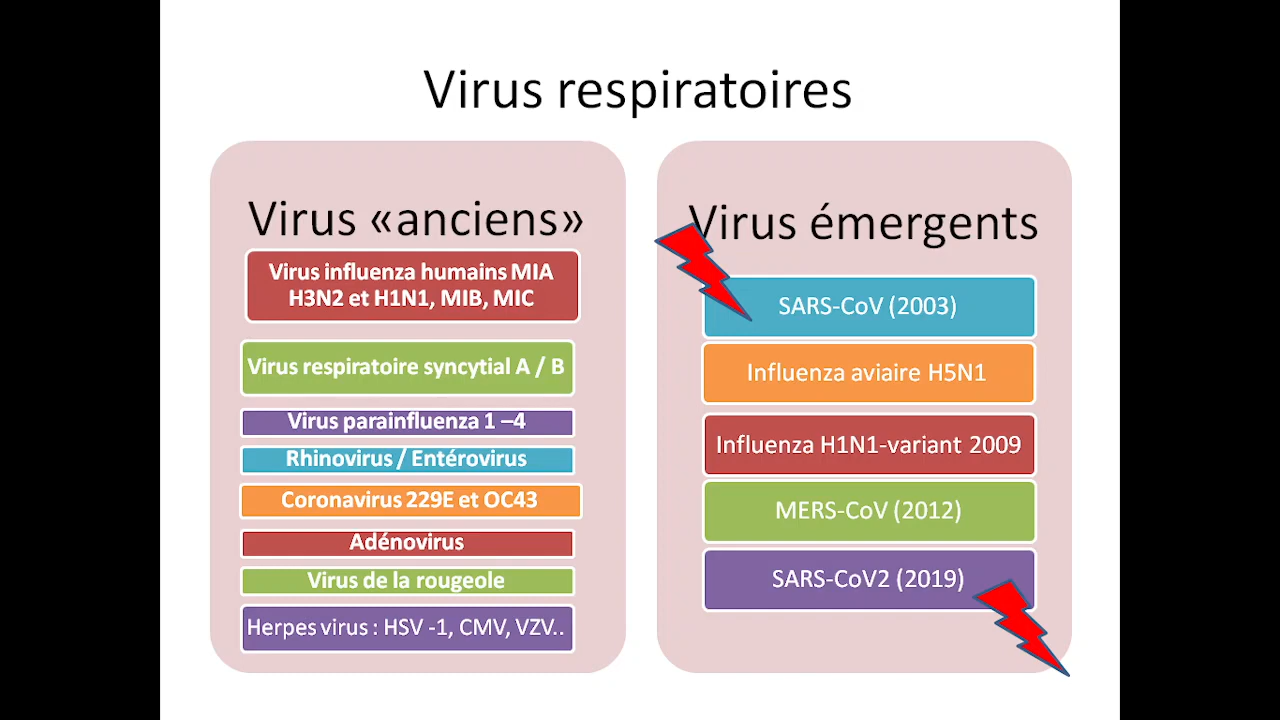 Virus respiratoires
Virus «anciens»
Virus influenza humains MIA
H3N2 et H1N1, MIB, MIC
Virus respiratoire syncytial A / B
Virus parainfluenza 1 –4
Rhinovirus / Entérovirus
Coronavirus 229E et OC43
Adénovirus
Virus de la rougeole
Herpes virus : HSV -1, CMV, VZV..
Virus émergents
SARS-CoV (2003)
Influenza aviaire H5N1
Influenza H1N1-variant 2009
MERS-CoV (2012)
SARS-CoV2 (2019)